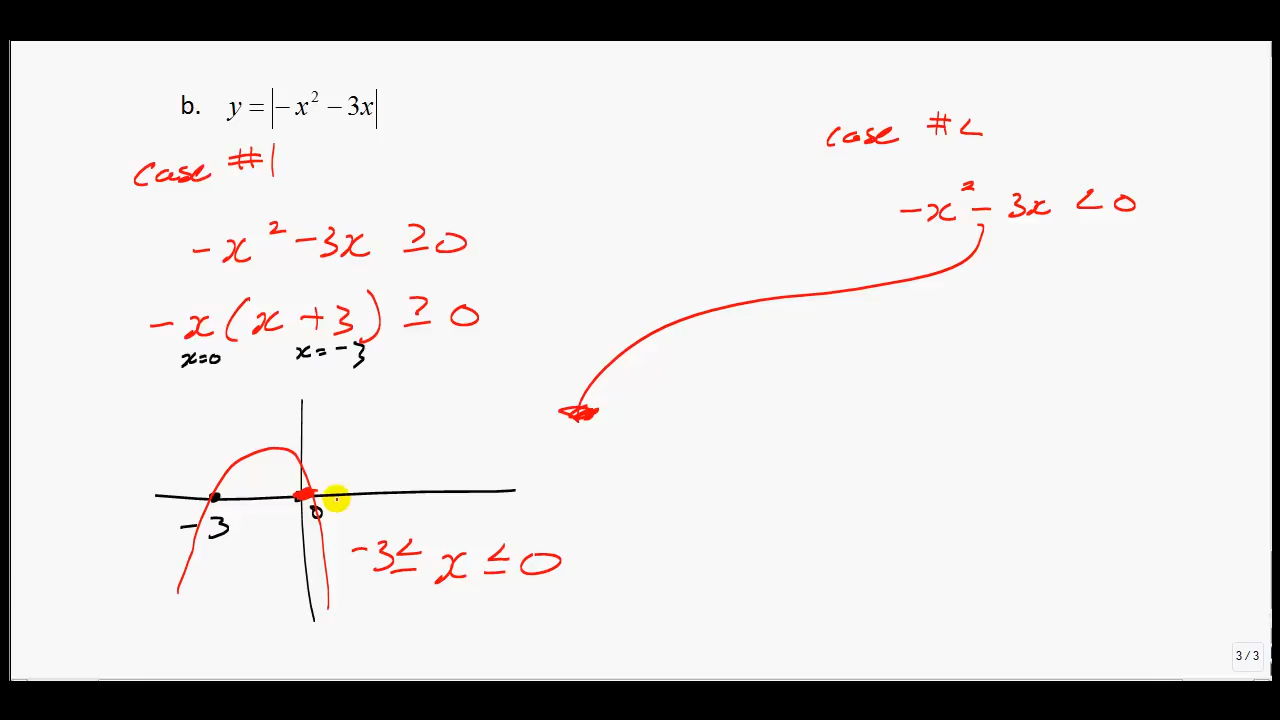 b. y = |−x² − 3x|
Case #1
-x² -3x ≥ 0
-x(x+3) ≥ 0
x=0 x=-3
-3 0
-3 ≤ x ≤ 0
Case #2
-x² - 3x < 0
3/3